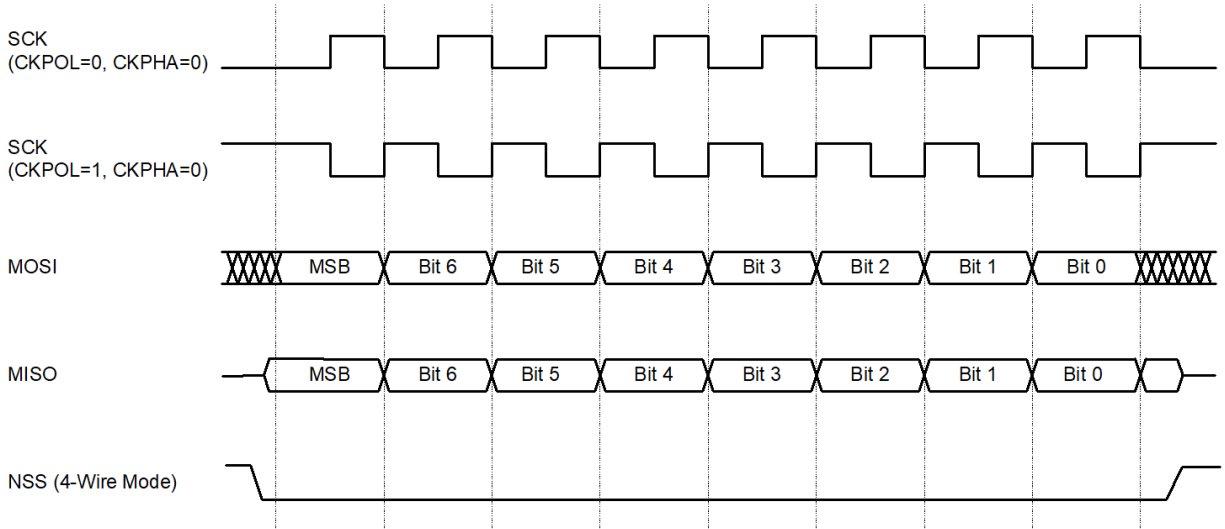 SCK
(CKPOL=0, CKPHA=0)
SCK
(CKPOL=1, CKPHA=0)
MOSI
MSB Bit 6 Bit 5 Bit 4 Bit 3 Bit 2 Bit 1 Bit 0
MISO
MSB Bit 6 Bit 5 Bit 4 Bit 3 Bit 2 Bit 1 Bit 0
NSS (4-Wire Mode)